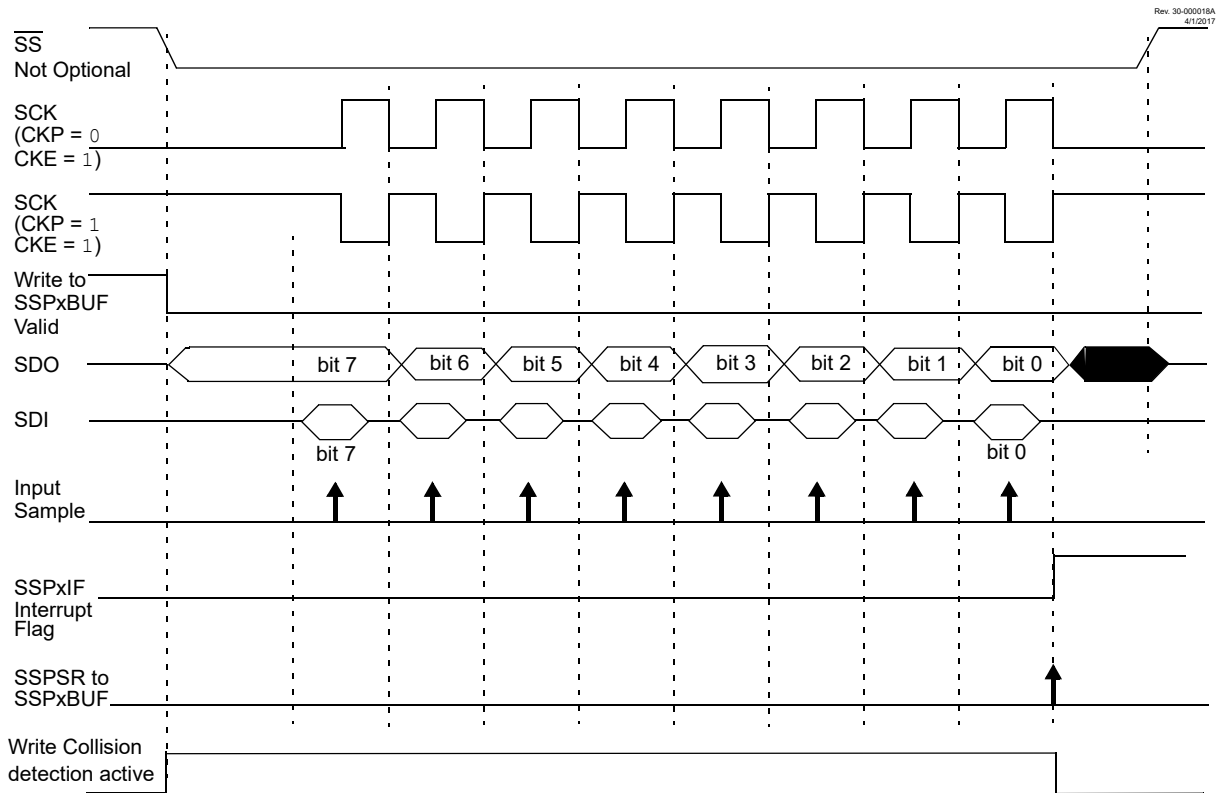 Rev. 30-000018A
4/1/2017
SS
Not Optional
SCK
(CKP = 0
CKE = 1)
SCK
(CKP = 1
CKE = 1)
Write to
SSPxBUF
Valid
SDO
bit 7
bit 6
bit 5
bit 4
bit 3
bit 2
bit 1
bit 0
SDI
bit 7
bit 0
Input
Sample
SSPxIF
Interrupt
Flag
SSPSR to
SSPxBUF
Write Collision
detection active